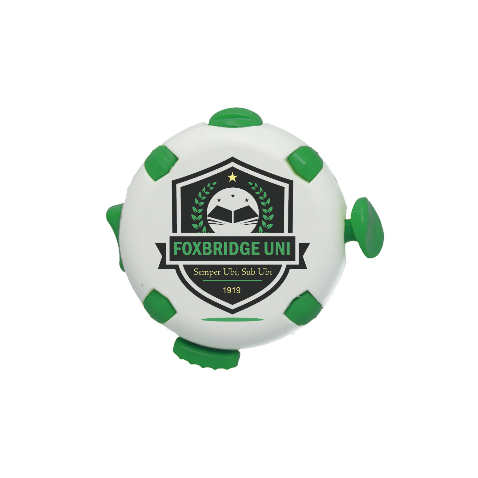 FOXBRIDGE UNI
Semper Ubi, Sub Ubi
1919